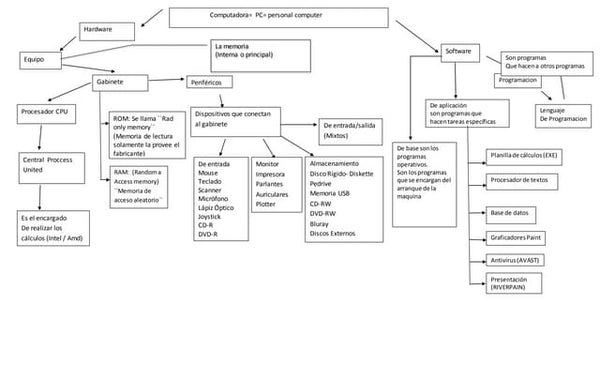 Computadora= PC= personal computer
Hardware
Equipo
La memoria
(Interna o principal)
Software
Son programas
Que hacen a otros programas
Programacion
Lenguaje
De Programacion
Gabinete
Periféricos
Procesador CPU
Central Proccess
United
Es el encargado
De realizar los
cálculos (Intel / Amd)
ROM: Se llama ``Rad
only memory``
(Memoria de lectura
solamente la provee el
fabricante)
RAM: (Random a
Access memory)
``Memoria de
acceso aleatorio``
Dispositivos que conectan
al gabinete
De entrada/salida
(Mixtos)
De entrada
Mouse
Teclado
Scanner
Micrófono
Lápiz Óptico
Joystick
CD-R
DVD-R
Monitor
Impresora
Parlantes
Auriculares
Plotter
Almacenamiento
Disco Rígido- Diskette
Pedrive
Memoria USB
CD-RW
DVD-RW
Bluray
Discos Externos
De base son los
programas
operativos.
Son los programas
que se encargan del
arranque de la
maquina
De aplicación
son programas que
hacen tareas especificas
Planilla de cálculos (EXE)
Procesador de textos
Base de datos
Graficadores Paint
Antivirus (AVAST)
Presentación
(RIVERPAIN)